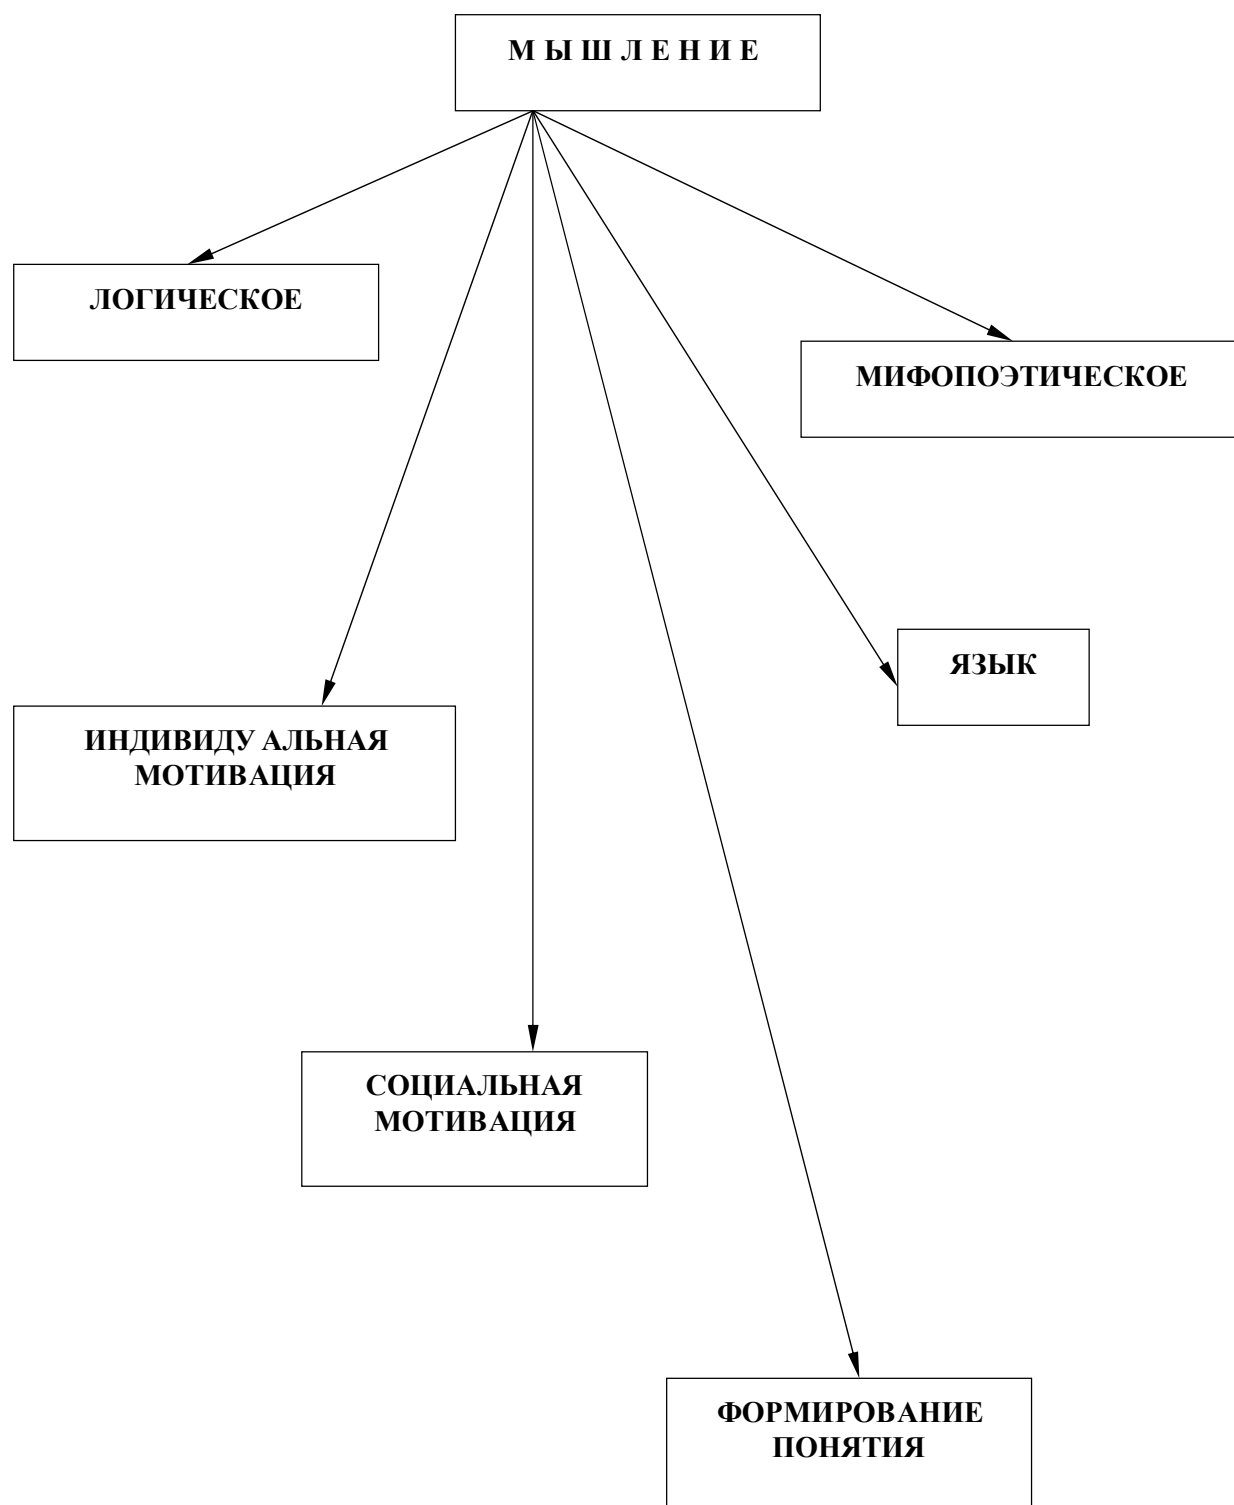 М Ы Ш Л Е Н И Е
ЛОГИЧЕСКОЕ
МИФОПОЭТИЧЕСКОЕ
ЯЗЫК
ИНДИВИДУ АЛЬНАЯ
МОТИВАЦИЯ
СОЦИАЛЬНАЯ
МОТИВАЦИЯ
ФОРМИРОВАНИЕ
ПОНЯТИЯ